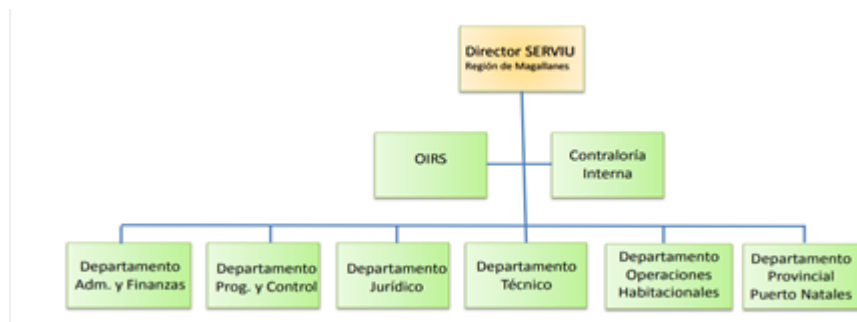 Director SERVIU
Región de Magallanes
OIRS
Contraloría
Interna
Departamento
Adm. y Finanzas
Departamento
Prog. y Control
Departamento
Jurídico
Departamento
Técnico
Departamento
Operaciones
Habitacionales
Departamento
Provincial
Puerto Natales